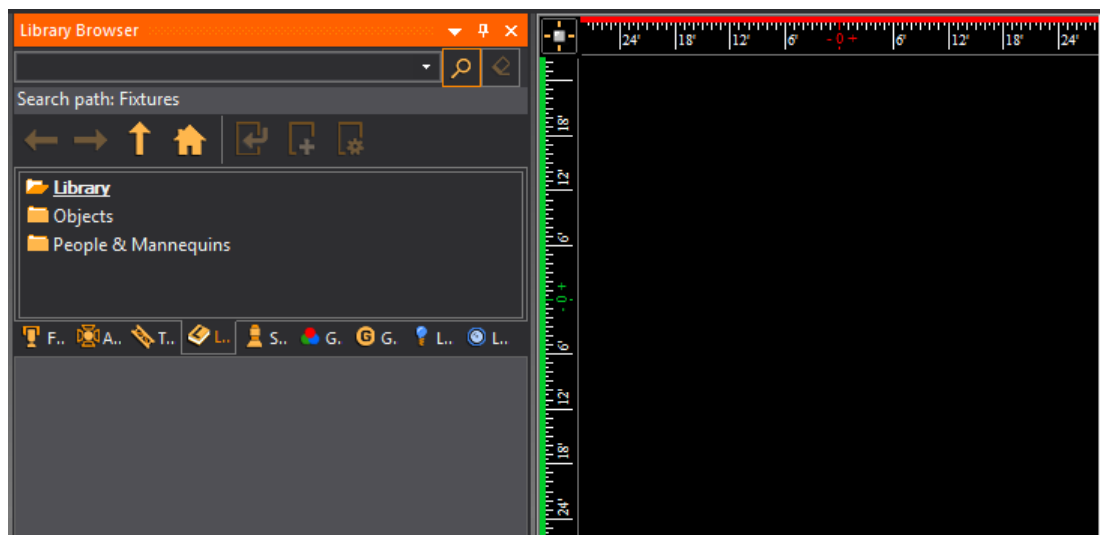 Library Browser
Search path: Fixtures
Library
Objects
People & Mannequins
F.. A.. T.. L.. S.. G. G G. L.. L..
24' 18' 12' 6' - 0 + 6' 12' 18' 24'
18'
12'
6'
- 0 +
6'
12'
18'
24'